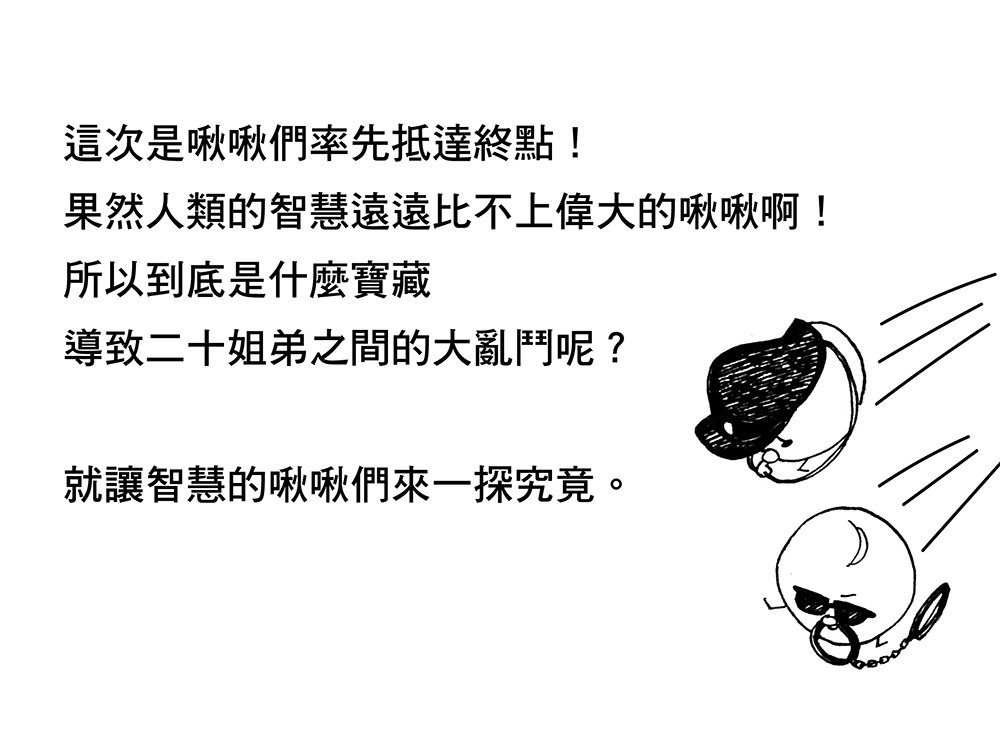 這次是啾啾們率先抵達終點！
果然人類的智慧遠遠比不上偉大的啾啾啊！
所以到底是什麼寶藏
導致二十姐弟之間的大亂鬥呢？
就讓智慧的啾啾們來一探究竟。